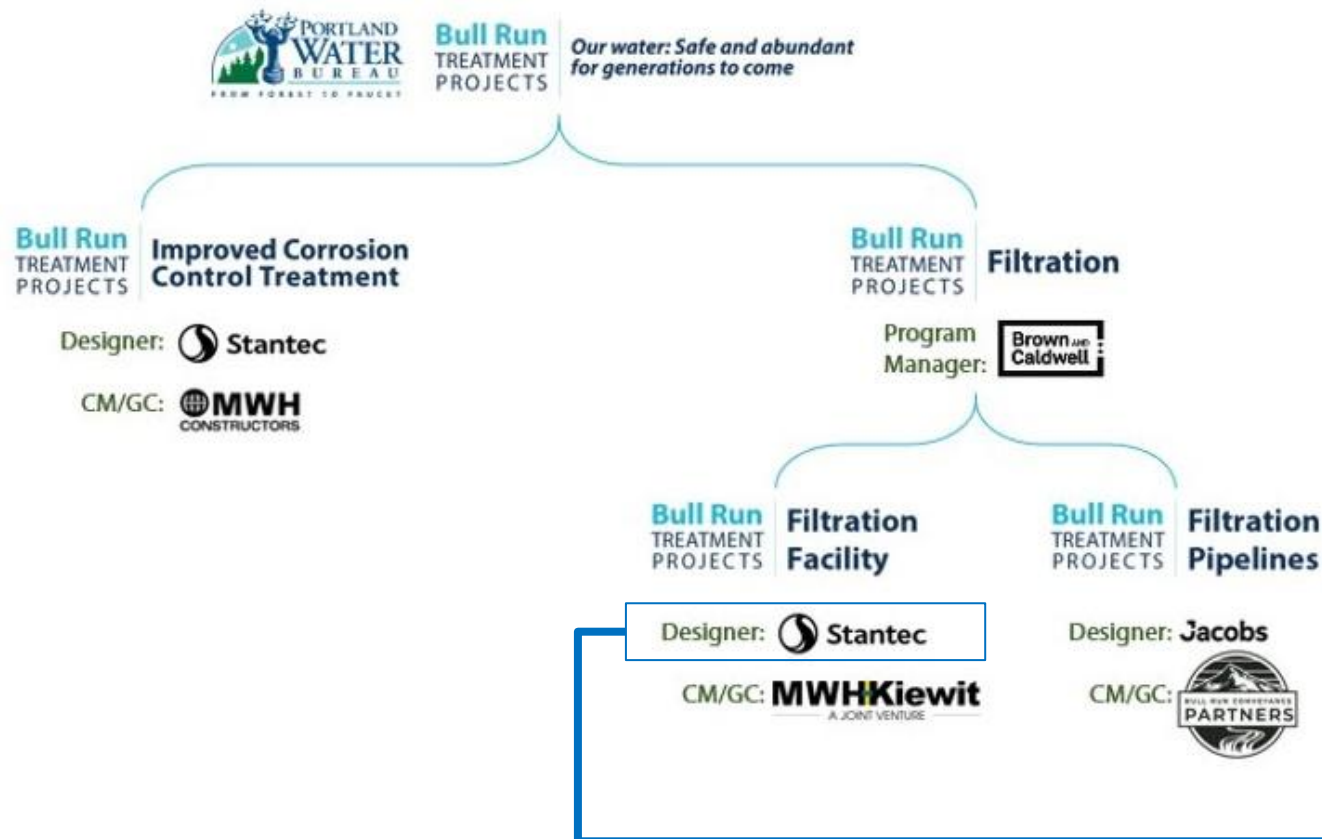 PORTLAND
WATER
BUREAU
FROM FOREST TO FAUCET
Bull Run
TREATMENT
PROJECTS
Our water: Safe and abundant
for generations to come
Bull Run
TREATMENT
PROJECTS
Improved Corrosion
Control Treatment
Designer: Stantec
CM/GC: MWH
CONSTRUCTORS
Bull Run
TREATMENT
PROJECTS
Filtration
Program
Manager:
Brown AND
Caldwell
Bull Run
TREATMENT
PROJECTS
Filtration
Facility
Designer: Stantec
CM/GC: MWH Kiewit
A JOINT VENTURE
Bull Run
TREATMENT
PROJECTS
Filtration
Pipelines
Designer: Jacobs
CM/GC:
BULL RUN CONVEYANCE
PARTNERS